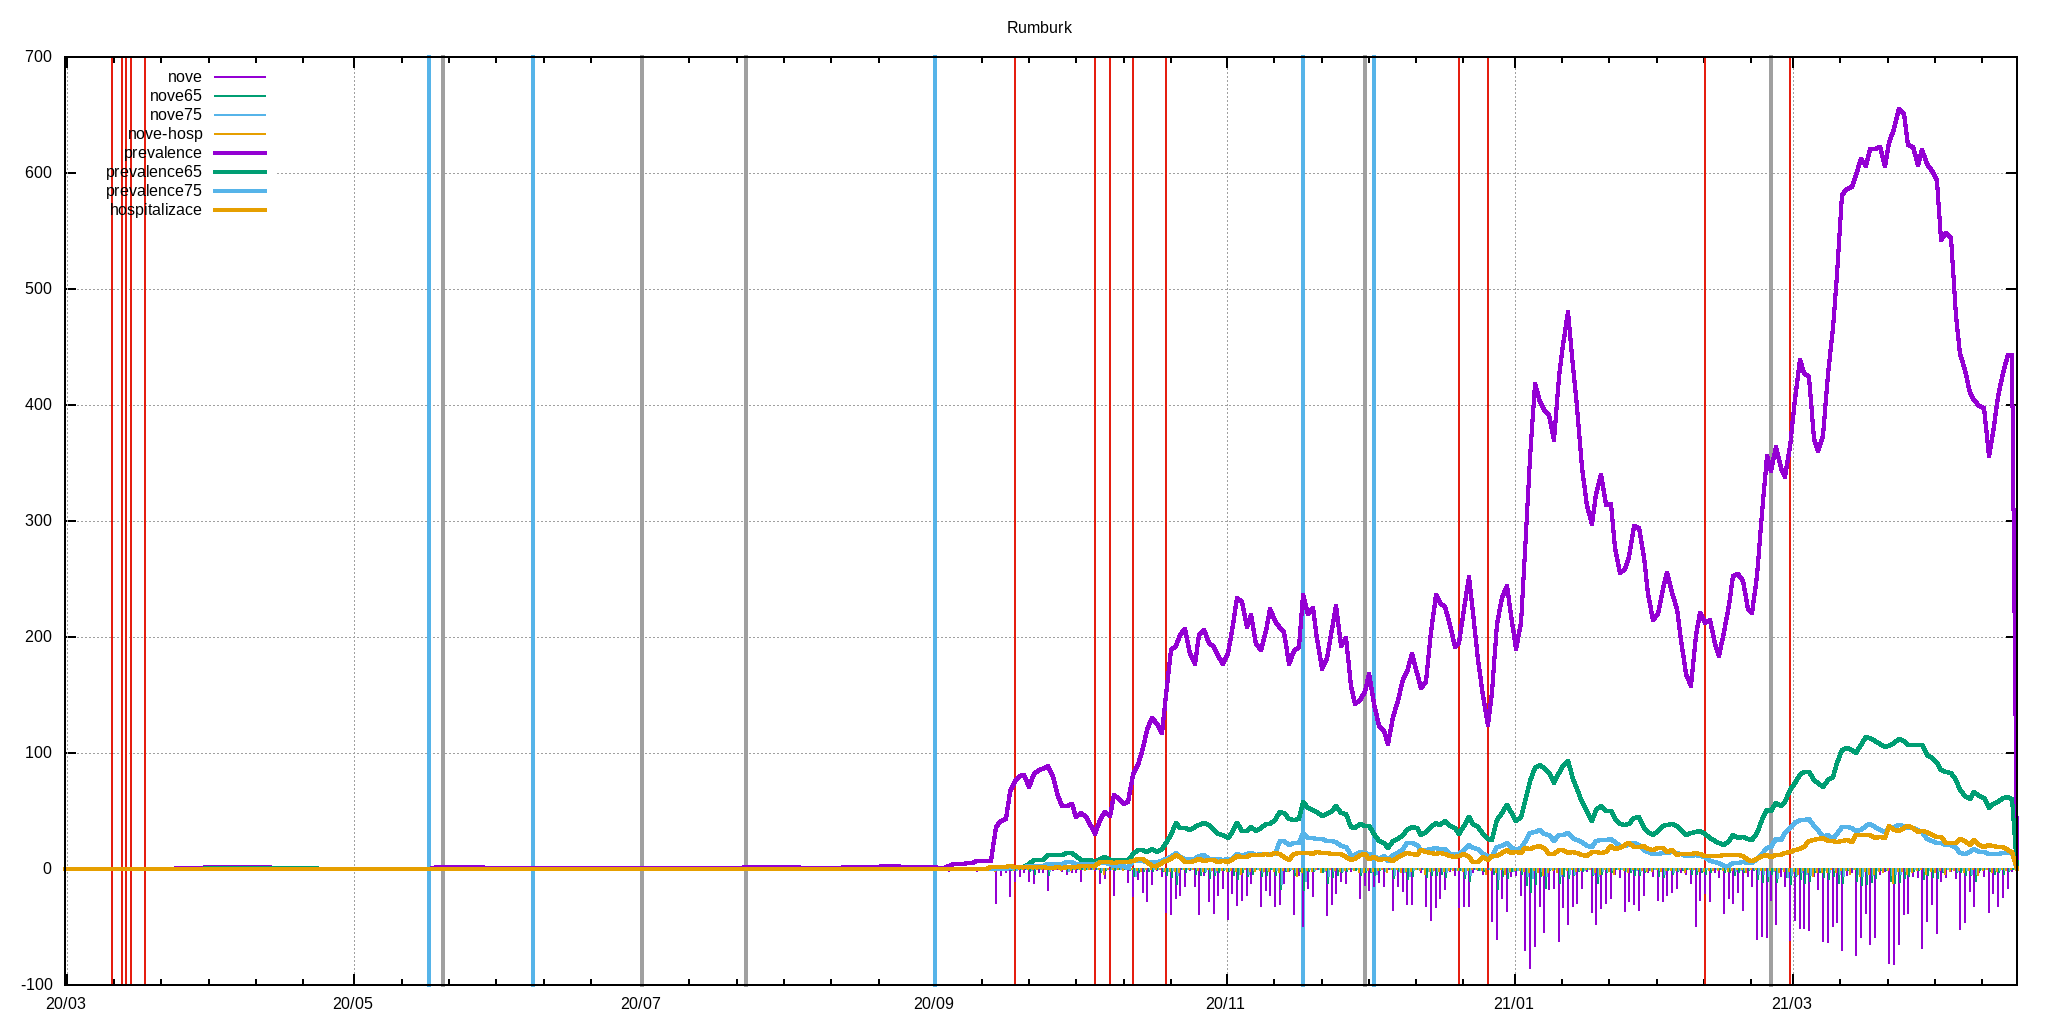 Rumburk
700
600
500
400
300
200
100
0
-100
nove
nove65
nove75
nove-hosp
prevalence
prevalence65
prevalence75
hospitalizace
20/03 20/05 20/07 20/09 20/11 21/01 21/03